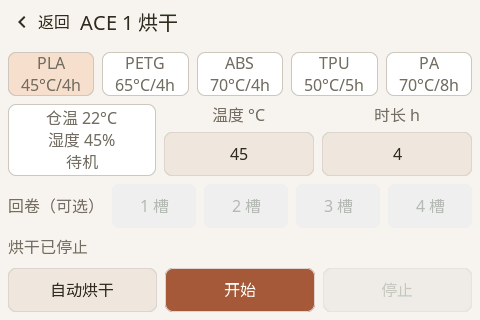 返回 ACE 1 烘干
PLA
45°C/4h
PETG
65°C/4h
ABS
70°C/4h
TPU
50°C/5h
PA
70°C/8h
仓温 22°C
湿度 45%
待机
温度 °C
45
时长 h
4
回卷（可选） 1 槽 2 槽 3 槽 4 槽
烘干已停止
自动烘干 开始 停止